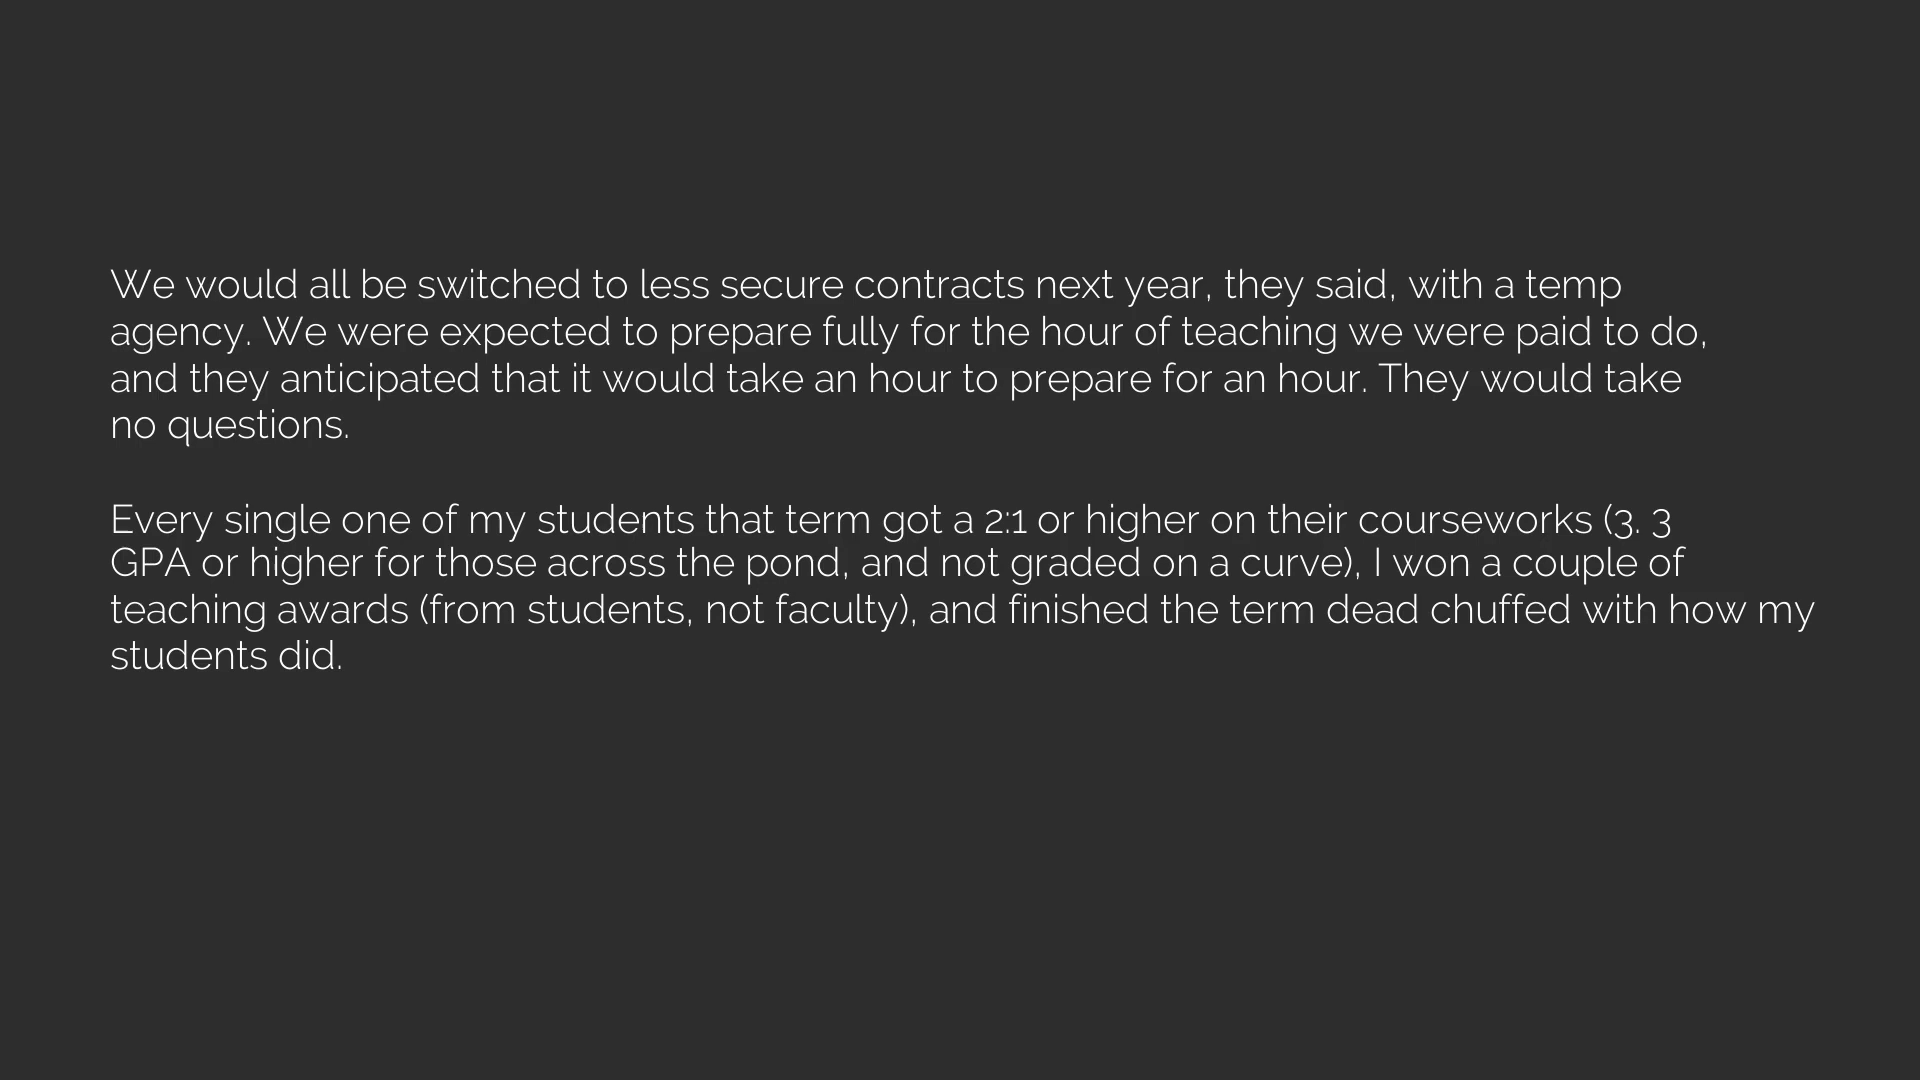 We would all be switched to less secure contracts next year, they said, with a temp
agency. We were expected to prepare fully for the hour of teaching we were paid to do,
and they anticipated that it would take an hour to prepare for an hour. They would take
no questions.
Every single one of my students that term got a 2:1 or higher on their courseworks (3. 3
GPA or higher for those across the pond, and not graded on a curve), I won a couple of
teaching awards (from students, not faculty), and finished the term dead chuffed with how my
students did.